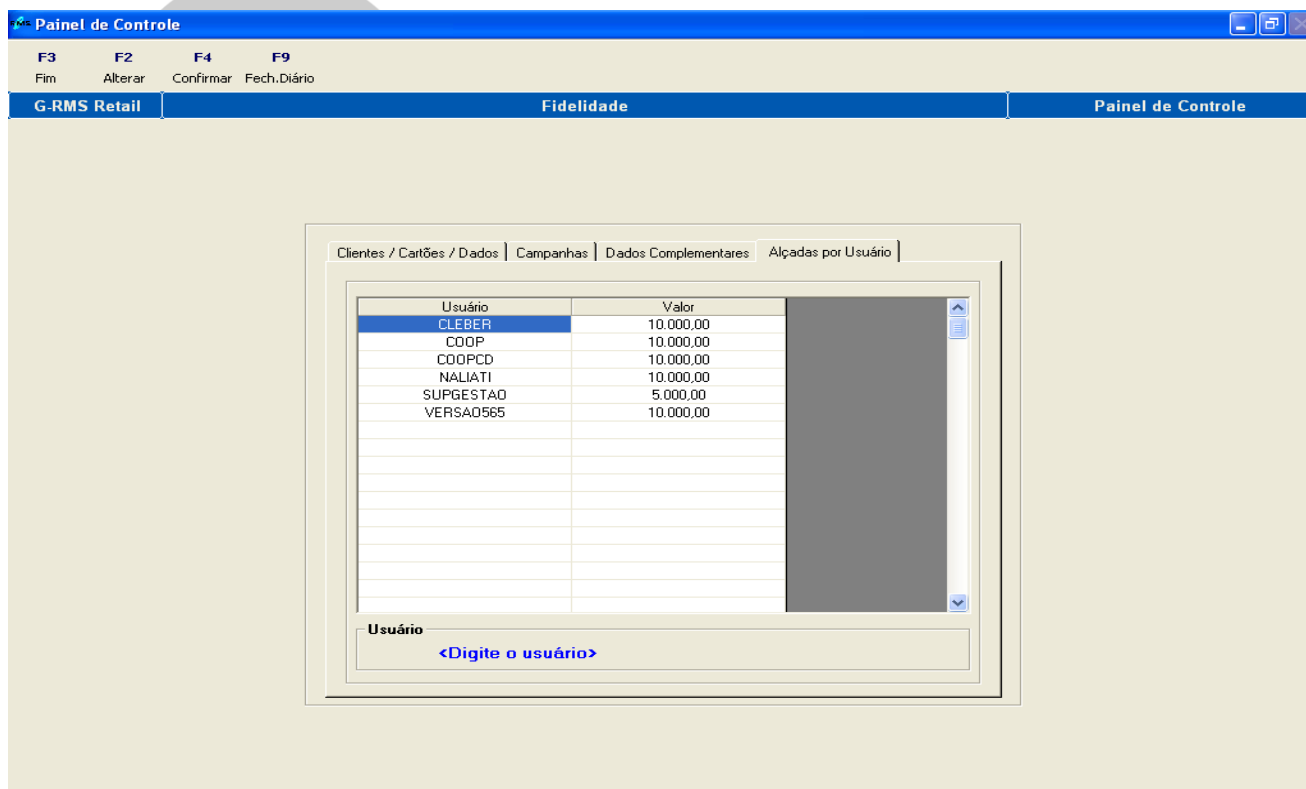 Painel de Controle
F3 F2 F4 F9
Fim Alterar Confirmar Fech.Diário
G-RMS Retail Fidelidade Painel de Controle
Clientes / Cartões / Dados Campanhas Dados Complementares Alçadas por Usuário
Usuário Valor
CLEBER 10.000,00
COOP 10.000,00
COOPCD 10.000,00
NALIATI 10.000,00
SUPGESTAO 5.000,00
VERSAO565 10.000,00
Usuário
<Digite o usuário>